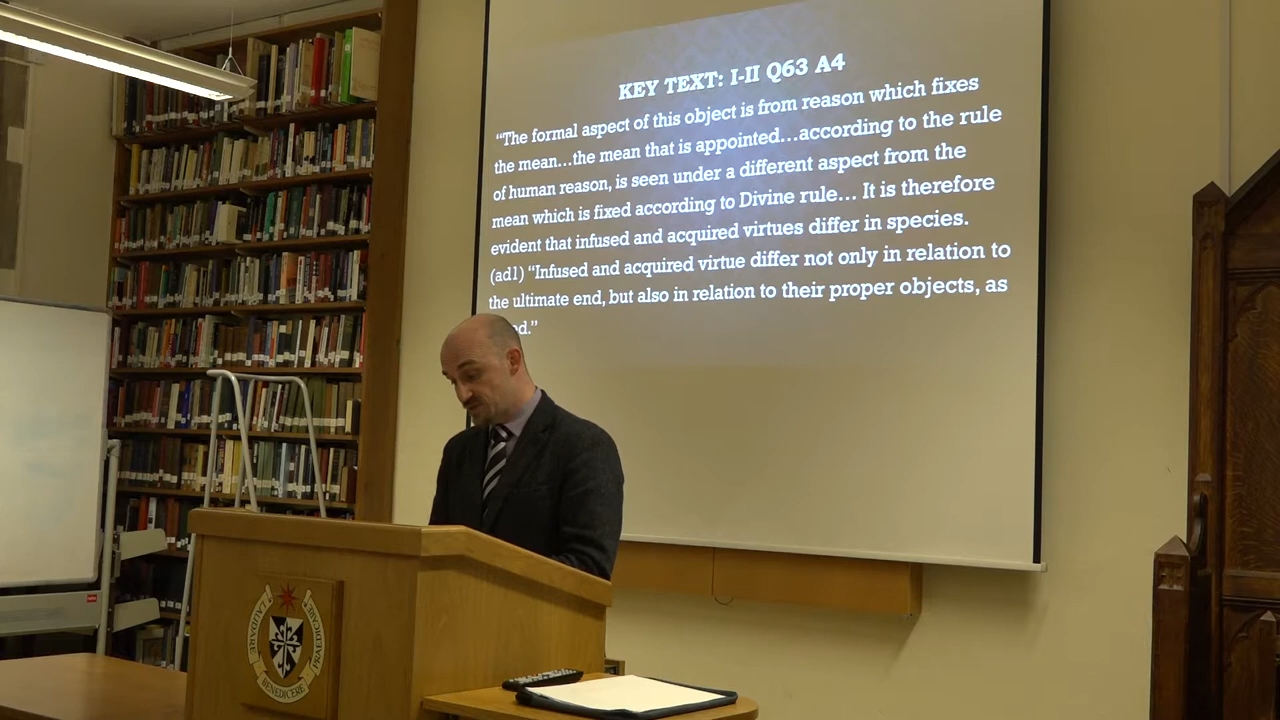 KEY TEXT: I-II Q63 A4
“The formal aspect of this object is from reason which fixes
the mean…the mean that is appointed…according to the rule
of human reason, is seen under a different aspect from the
mean which is fixed according to Divine rule… It is therefore
evident that infused and acquired virtues differ in species.
(ad1) “Infused and acquired virtue differ not only in relation to
the ultimate end, but also in relation to their proper objects, as
LAUDARE
BENEDICERE
PRAEDICARE